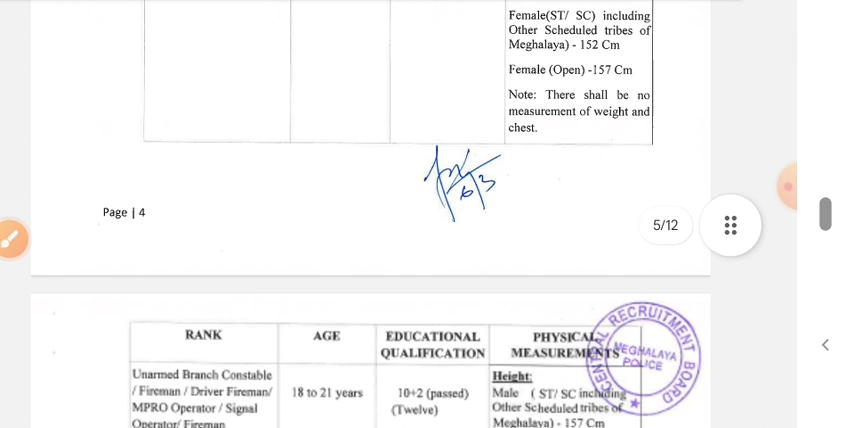 Female(ST/ SC) including
Other Scheduled tribes of
Meghalaya) - 152 Cm
Female (Open) -157 Cm
Note: There shall be no
measurement of weight and
chest.
6/3
Page | 4
5/12
RANK
AGE
EDUCATIONAL
QUALIFICATION
PHYSICAL
MEASUREMENTS
CENTRAL RECRUITMENT BOARD
MEGHALAYA
POLICE
Unarmed Branch Constable
/ Fireman / Driver Fireman/
MPRO Operator / Signal
Operator/ Fireman
18 to 21 years
10+2 (passed)
(Twelve)
Height:
Male ( ST/ SC including
Other Scheduled tribes of
Meghalaya) - 157 Cm